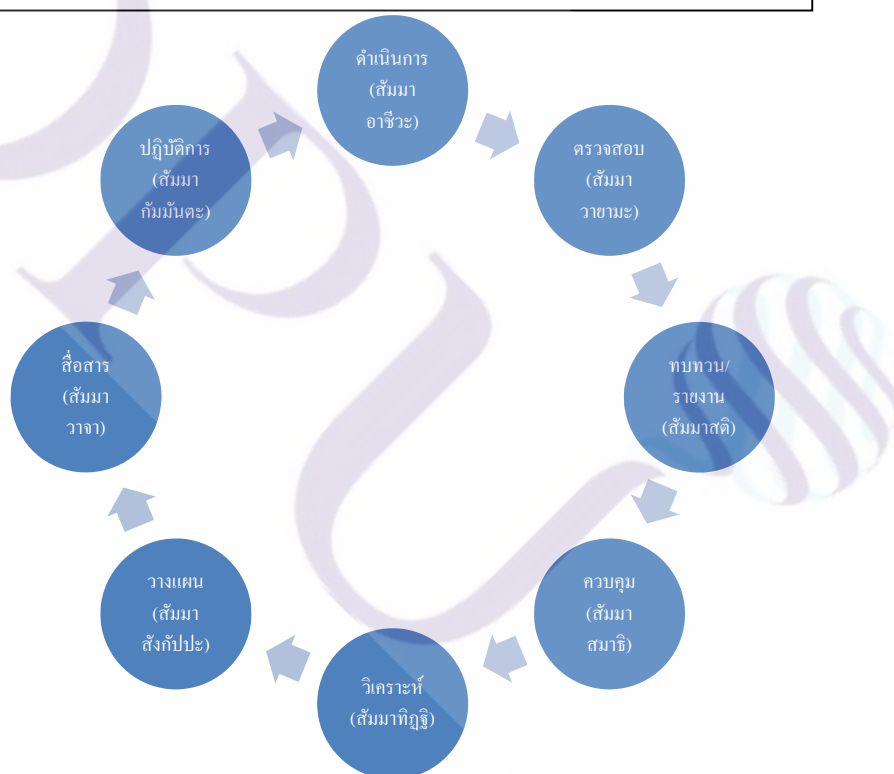 ดำเนินการ
(สัมมา
อาชีวะ)
ตรวจสอบ
(สัมมา
วายามะ)
ทบทวน/
รายงาน
(สัมมาสติ)
ควบคุม
(สัมมา
สมาธิ)
วิเคราะห์
(สัมมาทิฏฐิ)
วางแผน
(สัมมา
สังกัปปะ)
สื่อสาร
(สัมมา
วาจา)
ปฏิบัติการ
(สัมมา
กัมมันตะ)